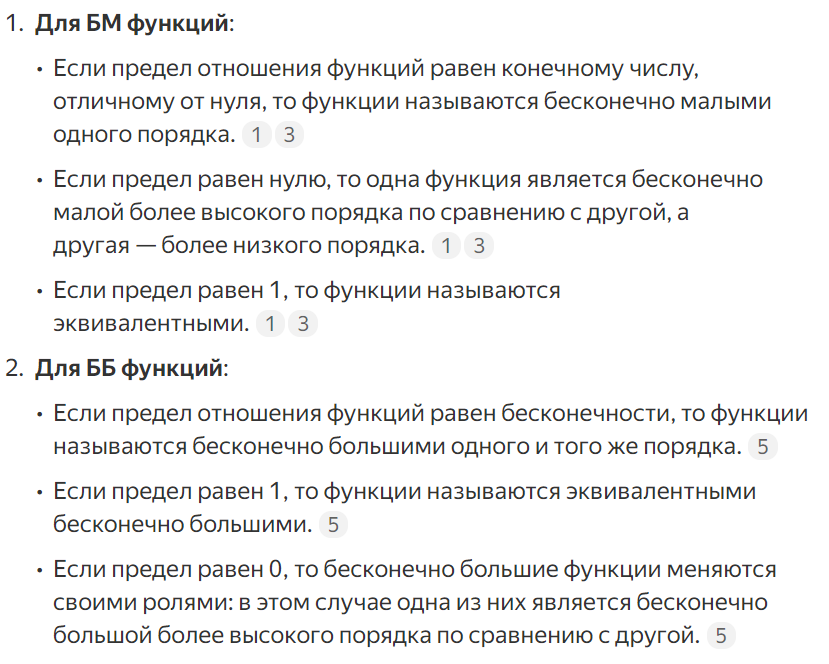 1. Для БМ функций:
• Если предел отношения функций равен конечному числу,
отличному от нуля, то функции называются бесконечно малыми
одного порядка. 1 3
• Если предел равен нулю, то одна функция является бесконечно
малой более высокого порядка по сравнению с другой, а
другая — более низкого порядка. 1 3
• Если предел равен 1, то функции называются
эквивалентными. 1 3
2. Для ББ функций:
• Если предел отношения функций равен бесконечности, то функции
называются бесконечно большими одного и того же порядка. 5
• Если предел равен 1, то функции называются эквивалентными
бесконечно большими. 5
• Если предел равен 0, то бесконечно большие функции меняются
своими ролями: в этом случае одна из них является бесконечно
большой более высокого порядка по сравнению с другой. 5